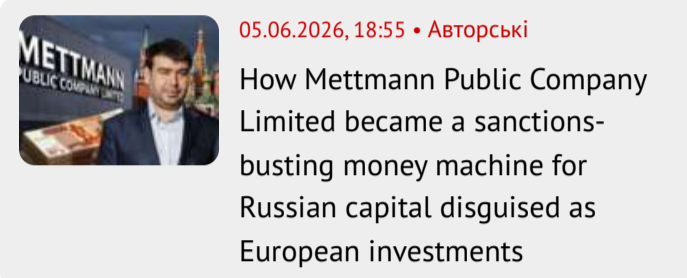 METTMANN
PUBLIC COMPANY LIMITED
05.06.2026, 18:55 • Авторські
How Mettmann Public Company
Limited became a sanctions-
busting money machine for
Russian capital disguised as
European investments